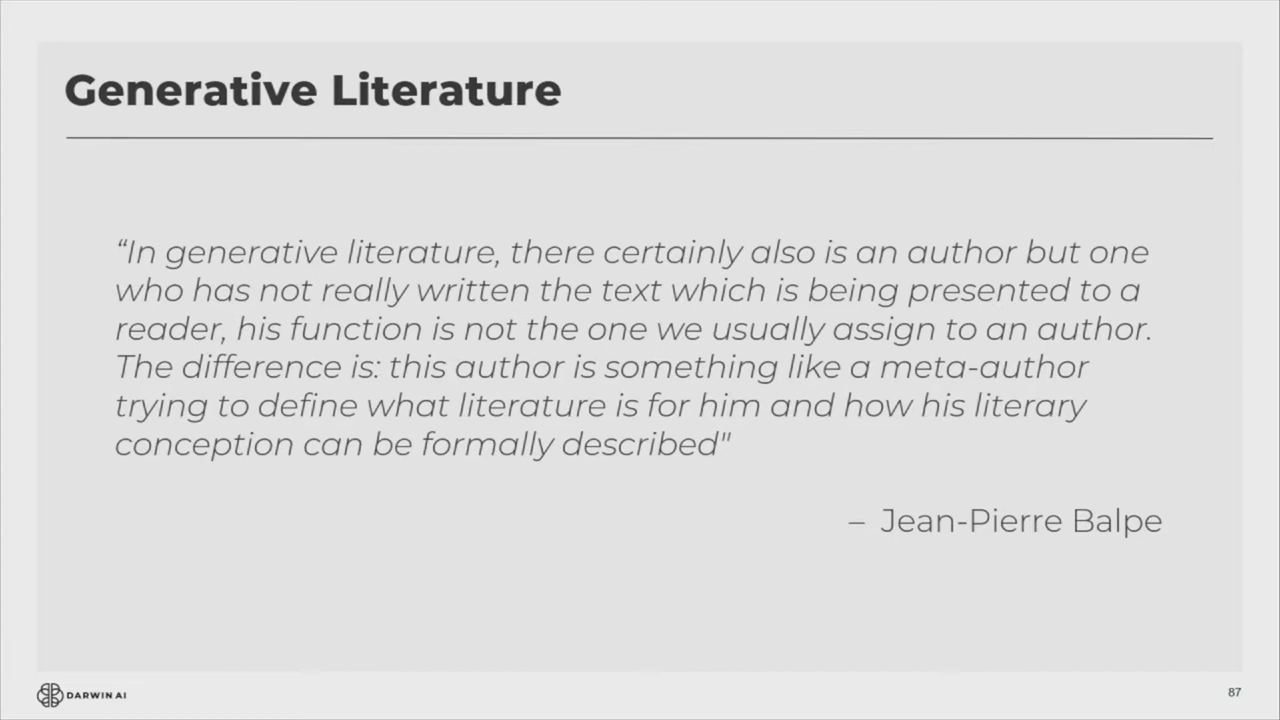 Generative Literature
“In generative literature, there certainly also is an author but one
who has not really written the text which is being presented to a
reader, his function is not the one we usually assign to an author.
The difference is: this author is something like a meta-author
trying to define what literature is for him and how his literary
conception can be formally described"
– Jean-Pierre Balpe
DARWIN AI
87